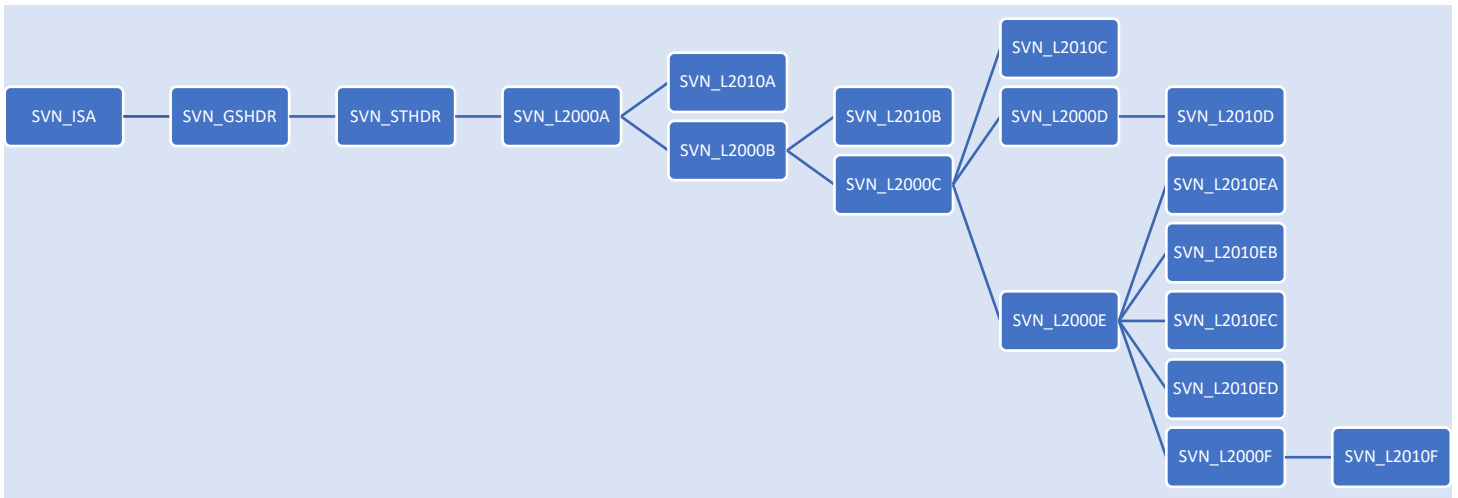 SVN_ISA
SVN_GSHDR
SVN_STHDR
SVN_L2000A
SVN_L2010A
SVN_L2000B
SVN_L2010B
SVN_L2000C
SVN_L2010C
SVN_L2000D
SVN_L2010D
SVN_L2000E
SVN_L2010EA
SVN_L2010EB
SVN_L2010EC
SVN_L2010ED
SVN_L2000F
SVN_L2010F